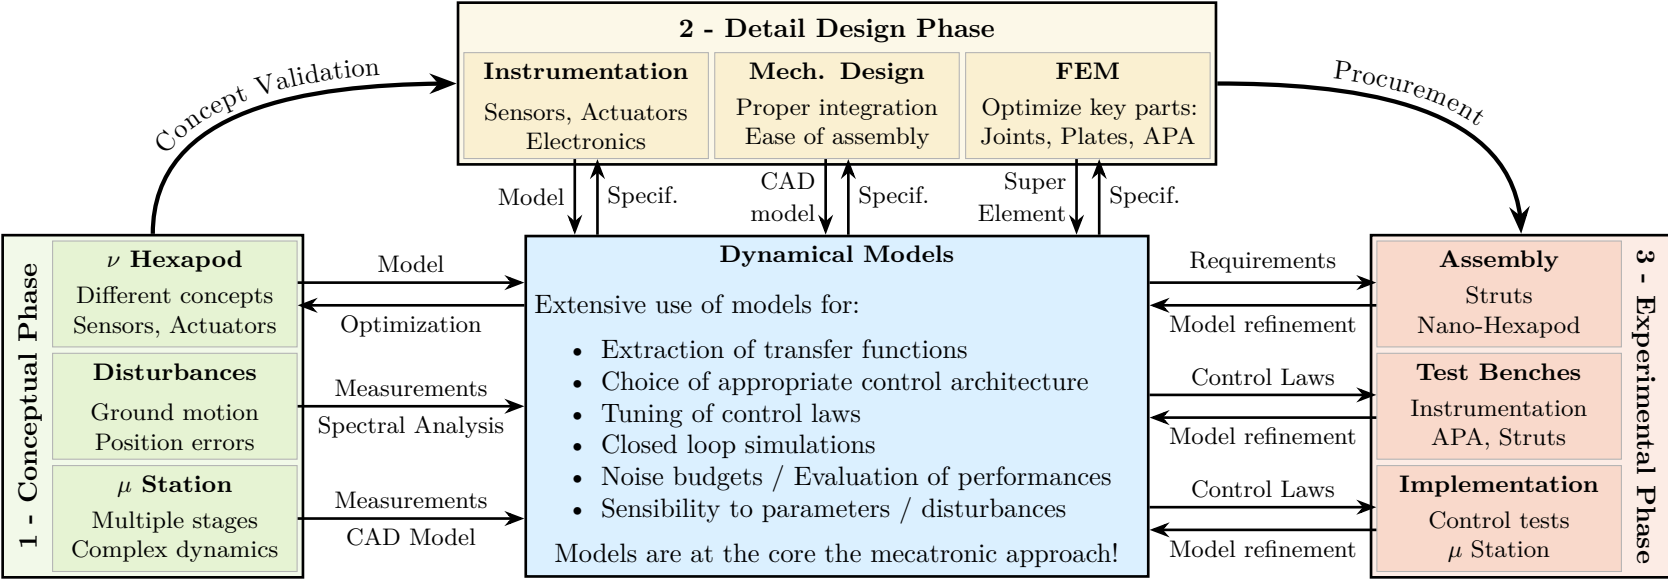 2 - Detail Design Phase
Instrumentation
Sensors, Actuators
Electronics
Mech. Design
Proper integration
Ease of assembly
FEM
Optimize key parts:
Joints, Plates, APA
Concept Validation
Procurement
Model
Specif.
CAD
model
Specif.
Super
Element
Specif.
1 - Conceptual Phase
ν Hexapod
Different concepts
Sensors, Actuators
Disturbances
Ground motion
Position errors
μ Station
Multiple stages
Complex dynamics
Model
Optimization
Measurements
Spectral Analysis
Measurements
CAD Model
Dynamical Models
Extensive use of models for:
• Extraction of transfer functions
• Choice of appropriate control architecture
• Tuning of control laws
• Closed loop simulations
• Noise budgets / Evaluation of performances
• Sensibility to parameters / disturbances
Models are at the core the mecatronic approach!
Requirements
Model refinement
Control Laws
Model refinement
Control Laws
Model refinement
Assembly
Struts
Nano-Hexapod
Test Benches
Instrumentation
APA, Struts
Implementation
Control tests
μ Station
3 - Experimental Phase